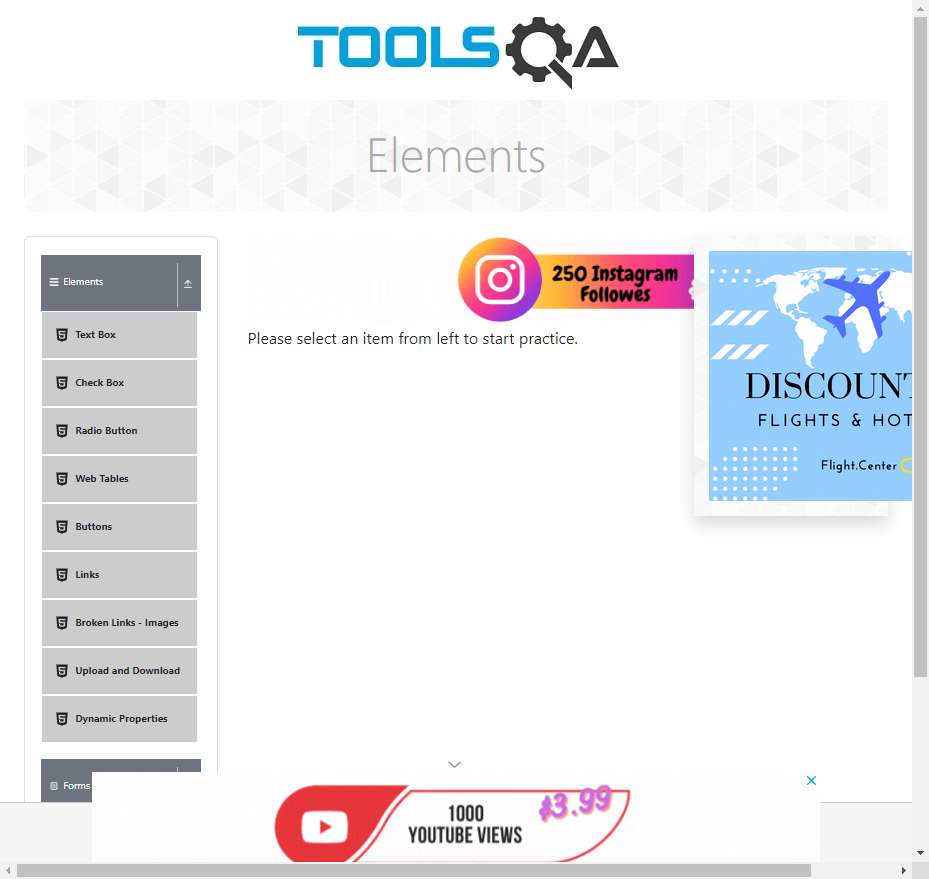 TOOLSQA
Elements
Elements
Text Box
Check Box
Radio Button
Web Tables
Buttons
Links
Broken Links - Images
Upload and Download
Dynamic Properties
Forms
250 Instagram
Followes
Please select an item from left to start practice.
DISCOUNT
FLIGHTS & HOT
Flight.Center
1000
YOUTUBE VIEWS
$3.99